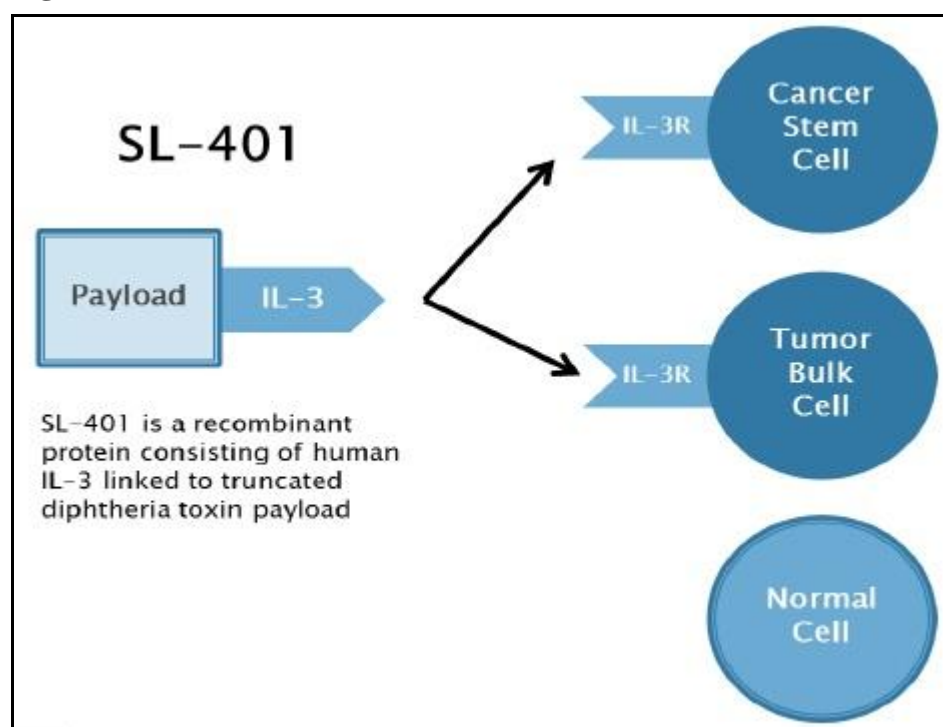 SL-401
Payload
IL-3
SL-401 is a recombinant
protein consisting of human
IL-3 linked to truncated
diphtheria toxin payload
IL-3R
Cancer
Stem
Cell
IL-3R
Tumor
Bulk
Cell
Normal
Cell